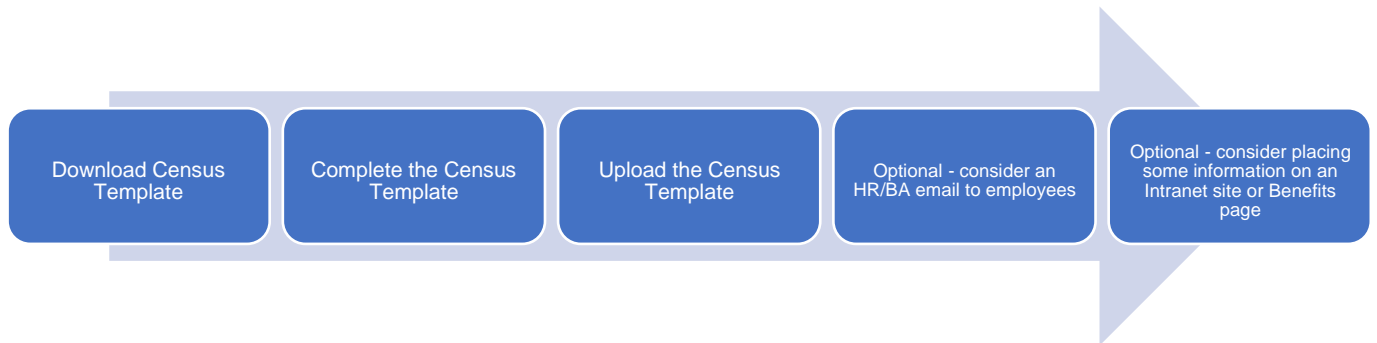 Download Census
Template
Complete the Census
Template
Upload the Census
Template
Optional - consider an
HR/BA email to employees
Optional - consider placing
some information on an
Intranet site or Benefits
page